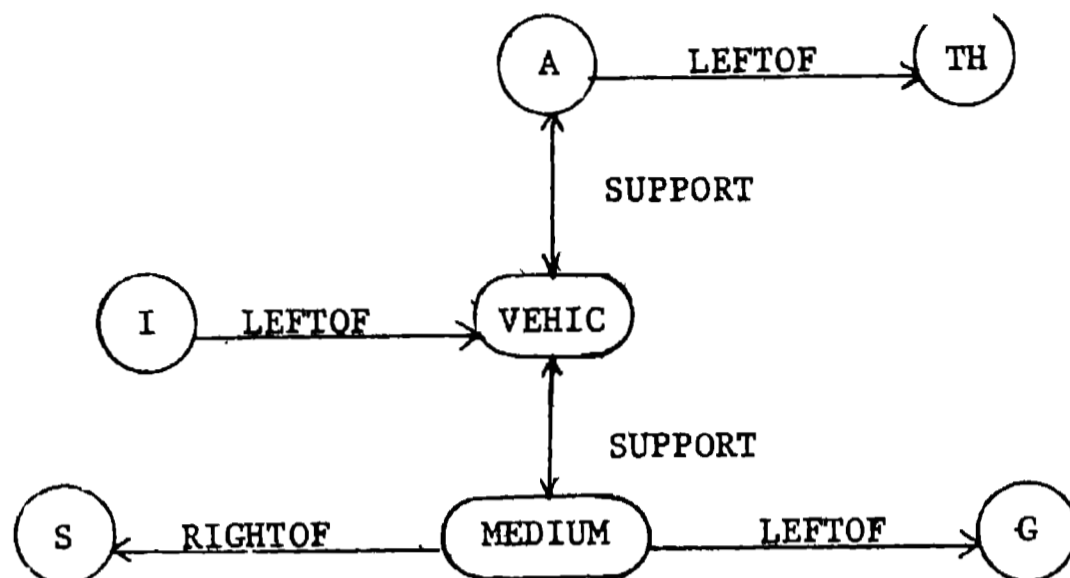 A LEFTOF TH
SUPPORT
I LEFTOF VEHIC
SUPPORT
S RIGHTOF MEDIUM LEFTOF G